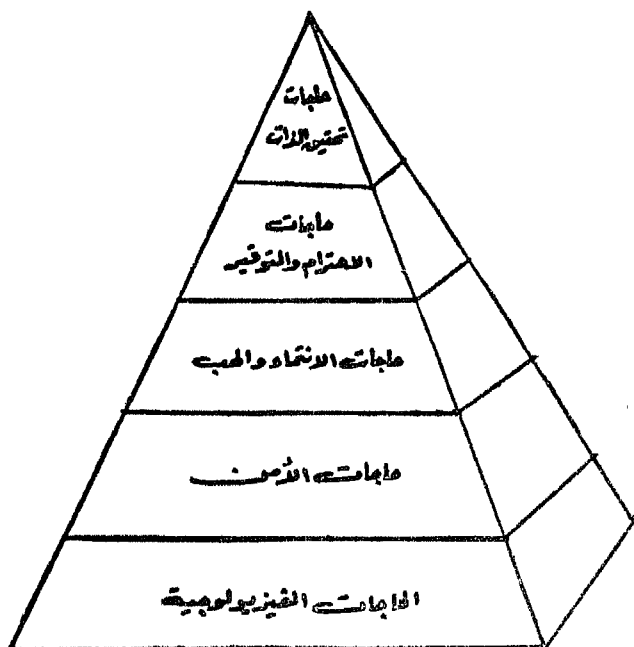 حاجات
تحقيق الذات
حاجات
الاحترام والتوقير
حاجات الانتماء والحب
حاجات الأمن
الحاجات الفيزيولوجية